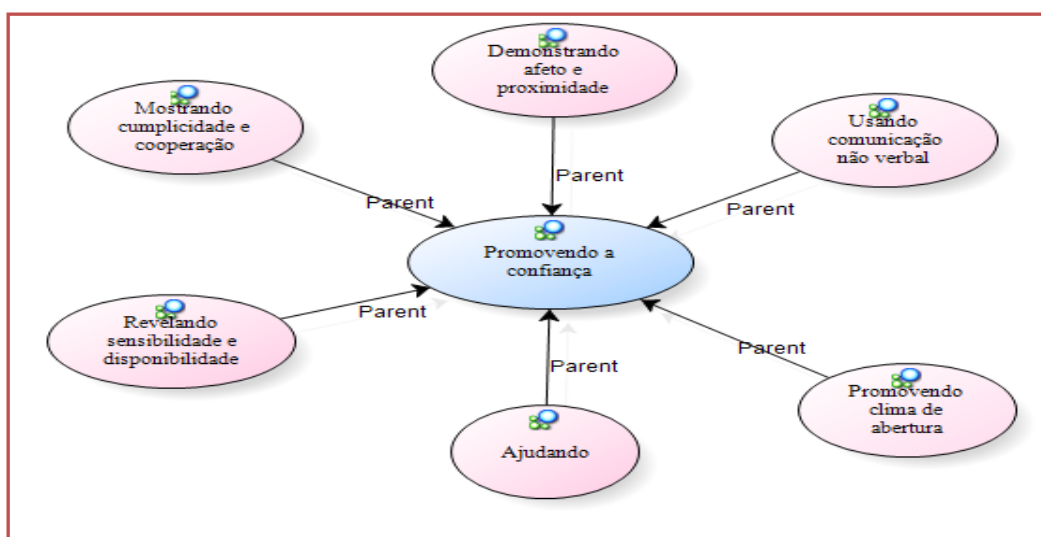 Demonstrando
afeto e
proximidade
Mostrando
cumplicidade e
cooperação
Usando
comunicação
não verbal
Parent
Parent
Parent
Promovendo a
confiança
Revelando
sensibilidade e
disponibilidade
Parent
Parent
Parent
Promovendo
clima de
abertura
Ajudando